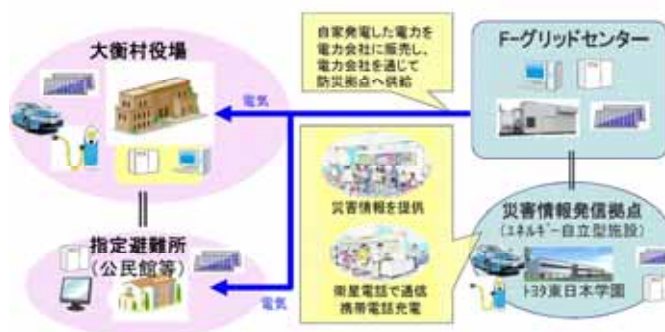 大衡村役場
自家発電した電力を
電力会社に販売し、
電力会社を通じて
防災拠点へ供給
F-グリッドセンター
電気
災害情報を提供
衛星電話で通信
携帯電話充電
災害情報発信拠点
(エネルギー自立型施設)
トヨタ東日本学園
指定避難所
(公民館等)
電気